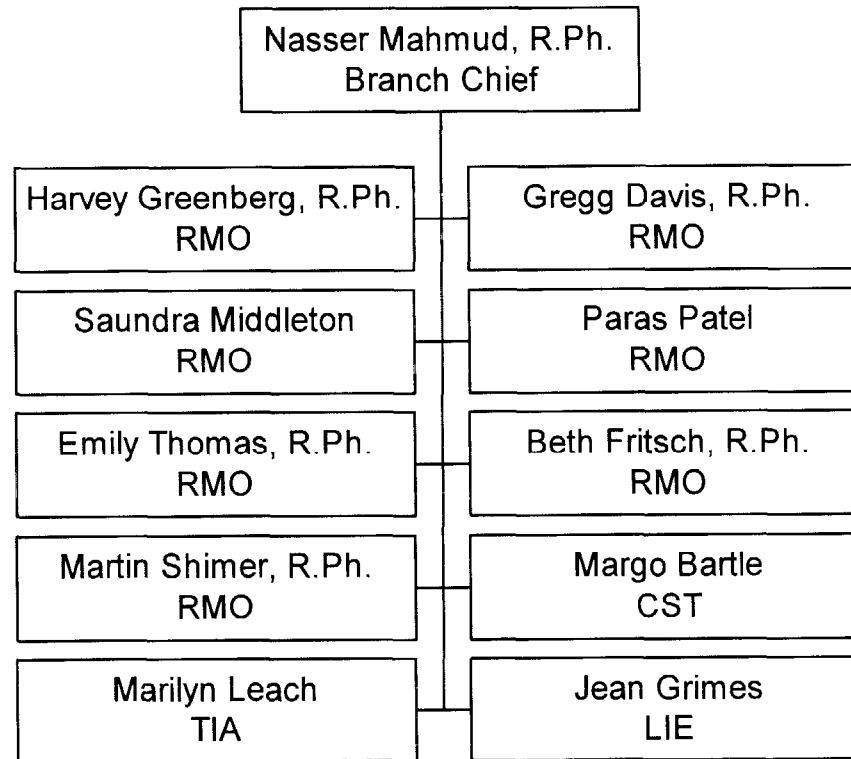 Nasser Mahmud, R.Ph.
Branch Chief
Harvey Greenberg, R.Ph.
RMO
Gregg Davis, R.Ph.
RMO
Saundra Middleton
RMO
Paras Patel
RMO
Emily Thomas, R.Ph.
RMO
Beth Fritsch, R.Ph.
RMO
Martin Shimer, R.Ph.
RMO
Margo Bartle
CST
Marilyn Leach
TIA
Jean Grimes
LIE